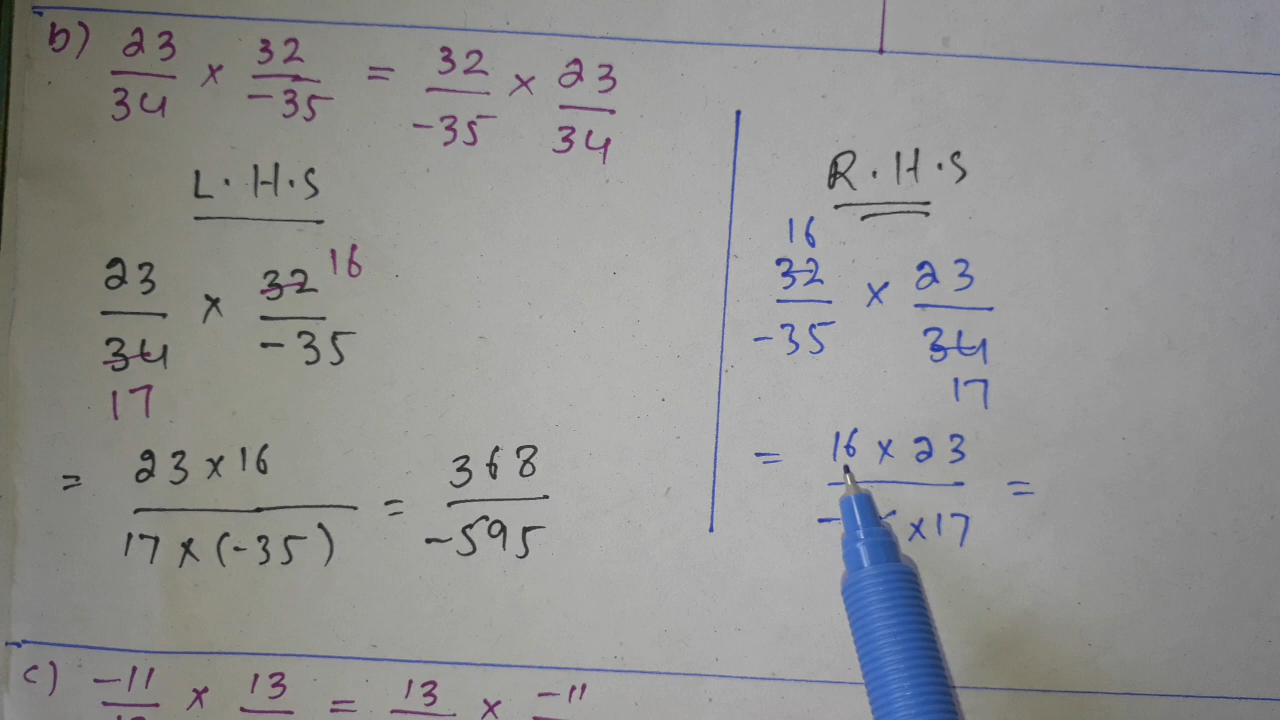 b) 23/34 × 32/-35 = 32/-35 × 23/34
L.H.S
23/34 × 32/-35
16
17
= 23 × 16 / 17 × (-35) = 368/-595
R.H.S
16
32/-35 × 23/34
17
= 16 × 23 / - × 17 =
c) -11 × 13 = 13 × -11